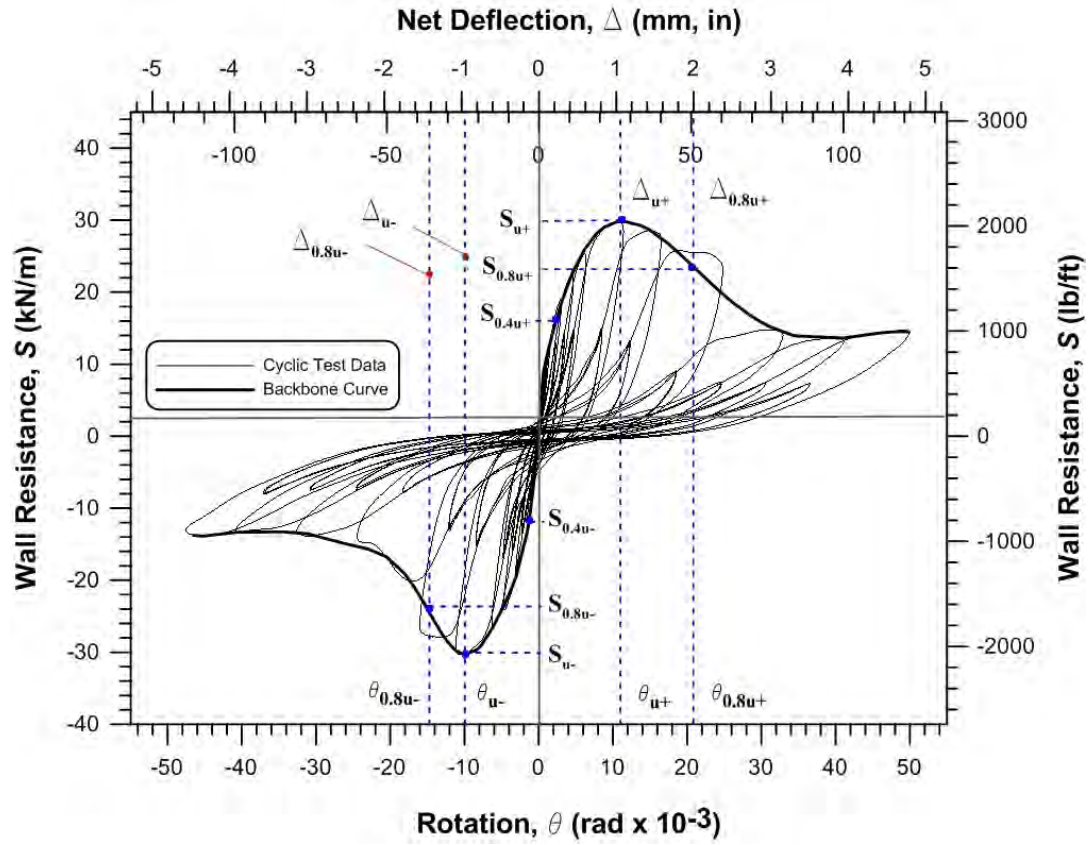 Net Deflection, Δ (mm, in)
-5 -4 -3 -2 -1 0 1 2 3 4 5
-100 -50 0 50 100
40
30
20
10
0
-10
-20
-30
-40
Wall Resistance, S (kN/m)
3000
2000
1000
0
-1000
-2000
Wall Resistance, S (lb/ft)
Δu+
Δ0.8u+
Δu-
Δ0.8u-
Su+
S0.8u+
S0.4u+
Cyclic Test Data
Backbone Curve
S0.4u-
S0.8u-
Su-
θ0.8u- θu- θu+ θ0.8u+
-50 -40 -30 -20 -10 0 10 20 30 40 50
Rotation, θ (rad x 10-3)